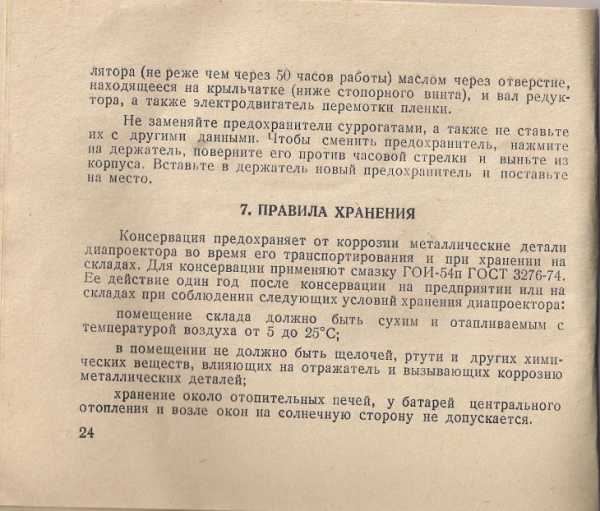 лятора (не реже чем через 50 часов работы) маслом через отверстие,
находящееся на крыльчатке (ниже стопорного винта), и вал редук-
тора, а также электродвигатель перемотки пленки.
Не заменяйте предохранители суррогатами, а также не ставьте
их с другими данными. Чтобы сменить предохранитель, нажмите
на держатель, поверните его против часовой стрелки и выньте из
корпуса. Вставьте в держатель новый предохранитель и поставьте
на место.
7. ПРАВИЛА ХРАНЕНИЯ
Консервация предохраняет от коррозии металлические детали
диапроектора во время его транспортирования и при хранении на
складах. Для консервации применяют смазку ГОИ-54п ГОСТ 3276-74.
Ее действие один год после консервации на предприятии или на
складах при соблюдении следующих условий хранения диапроектора:
помещение склада должно быть сухим и отапливаемым с
температурой воздуха от 5 до 25°С;
в помещении не должно быть щелочей, ртути и других хими-
ческих веществ, влияющих на отражатель и вызывающих коррозию
металлических деталей;
хранение около отопительных печей, у батарей центрального
отопления и возле окон на солнечную сторону не допускается.
24